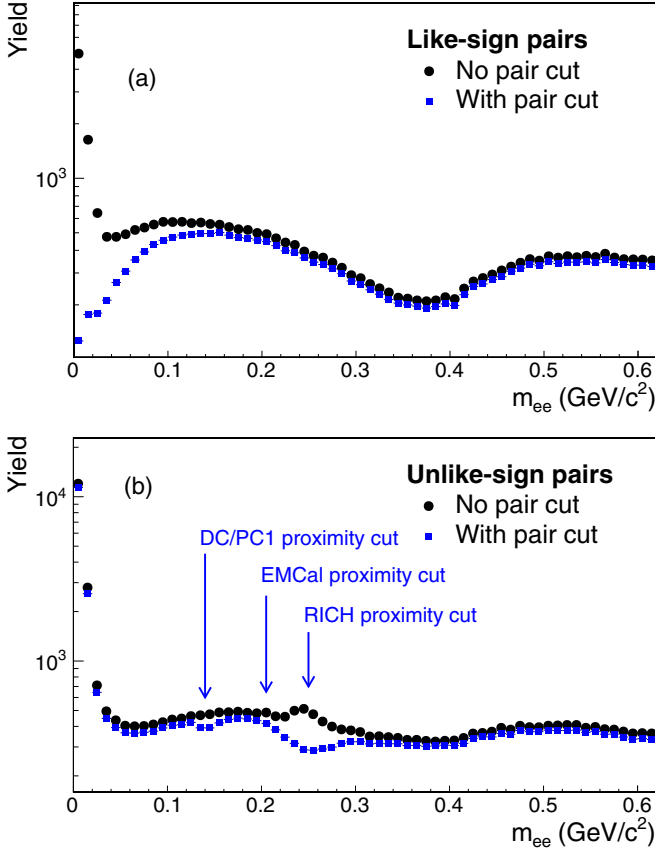 Yield
Like-sign pairs
(a)
No pair cut
With pair cut
10³
0 0.1 0.2 0.3 0.4 0.5 0.6
m_ee (GeV/c²)
Yield
Unlike-sign pairs
(b)
No pair cut
With pair cut
10⁴
DC/PC1 proximity cut
EMCal proximity cut
RICH proximity cut
10³
0 0.1 0.2 0.3 0.4 0.5 0.6
m_ee (GeV/c²)